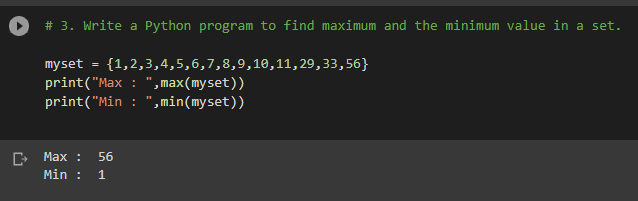 # 3. Write a Python program to find maximum and the minimum value in a set.
myset = {1,2,3,4,5,6,7,8,9,10,11,29,33,56}
print("Max : ",max(myset))
print("Min : ",min(myset))
Max :  56
Min :  1